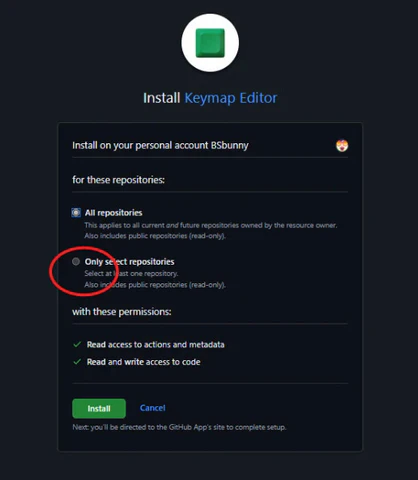 Install Keymap Editor
Install on your personal account BSbunny
for these repositories:
All repositories
This applies to all current and future repositories owned by the resource owner.
Also includes public repositories (read-only).
Only select repositories
Select at least one repository.
Also includes public repositories (read-only).
with these permissions:
Read access to actions and metadata
Read and write access to code
Install Cancel
Next: you'll be directed to the GitHub App's site to complete setup.